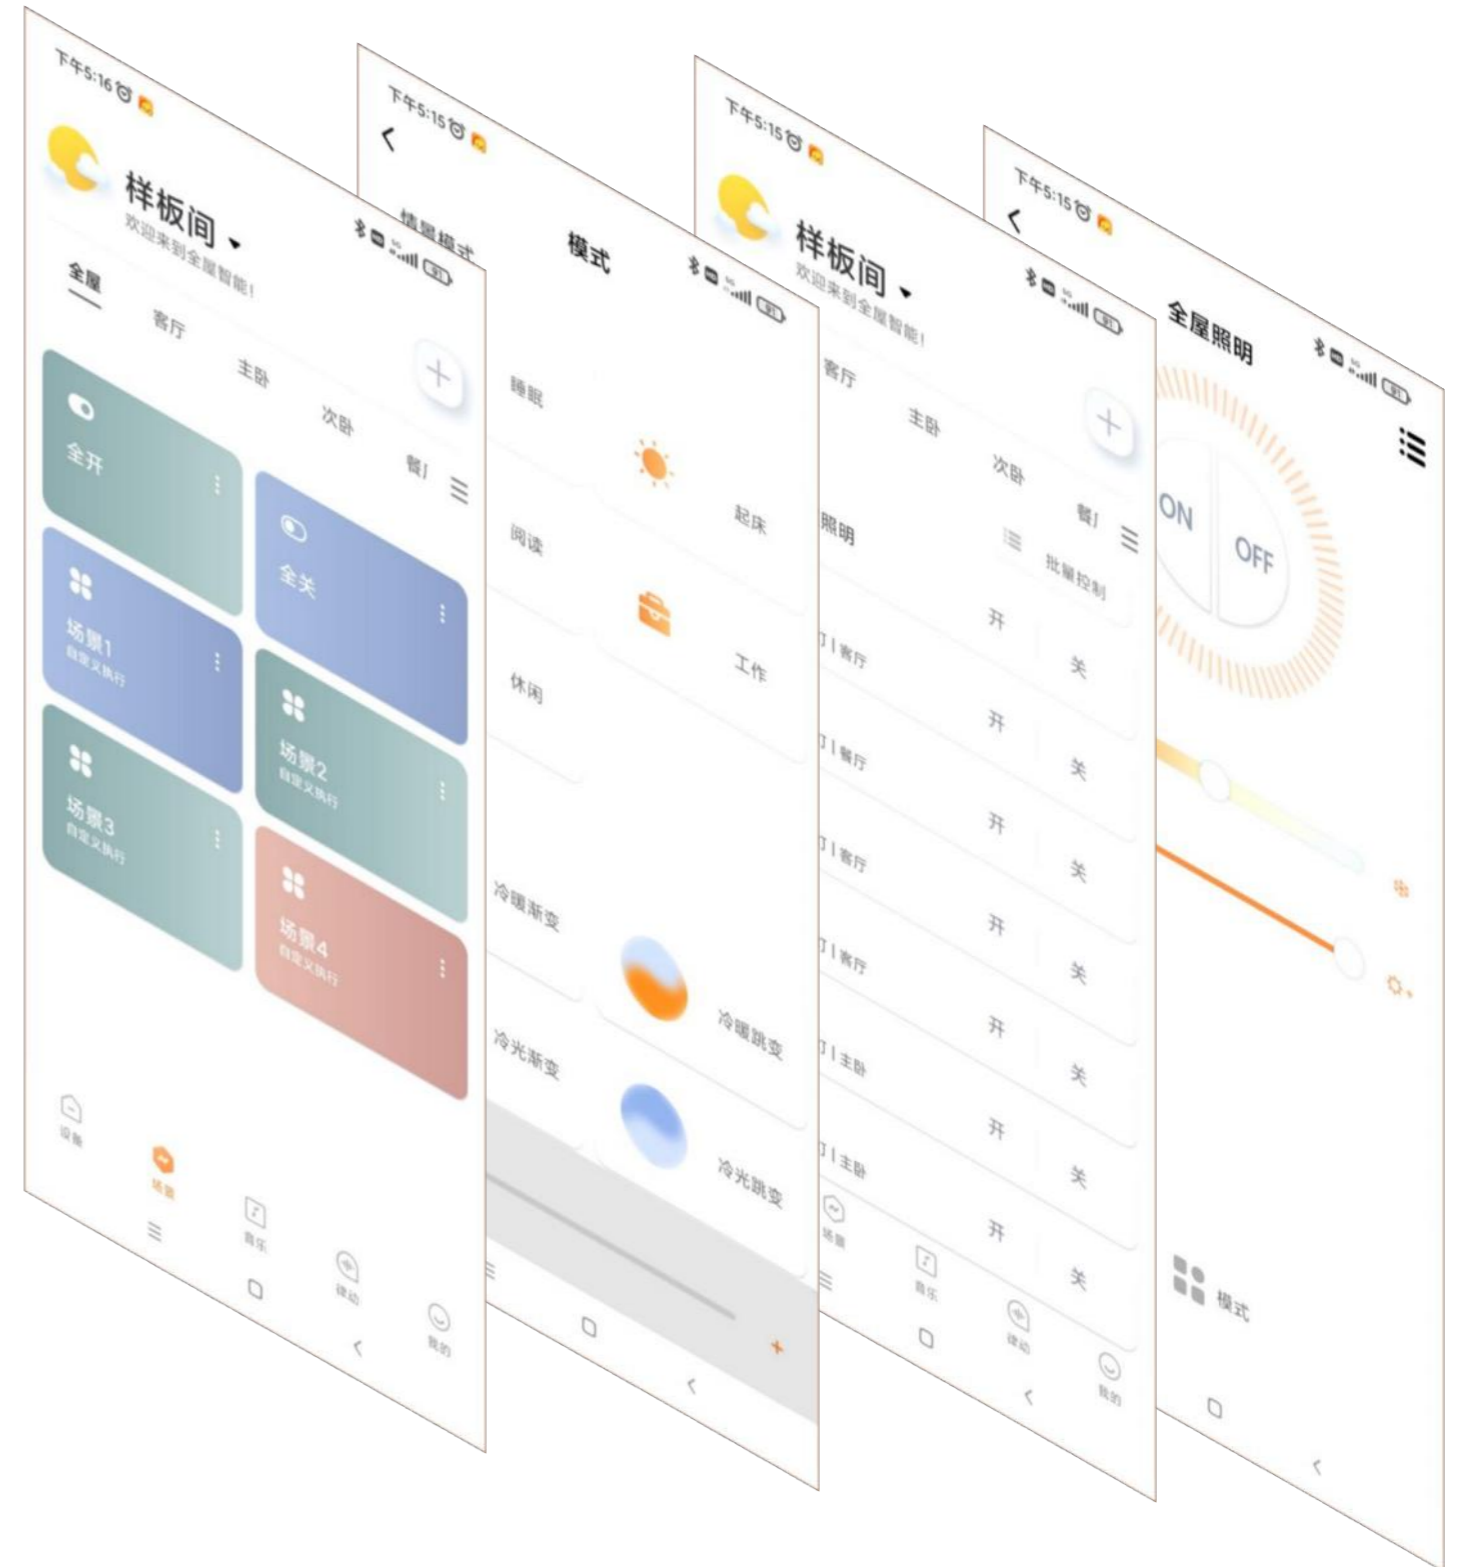 下午5:16
样板间
欢迎来到全屋智能!
全屋
客厅
主卧
次卧
全开
全关
场景1
自定义执行
场景2
自定义执行
场景3
自定义执行
场景4
自定义执行
设备
场景
音乐
律动
我的
下午5:15
模式
情景模式
睡眠
起床
阅读
工作
休闲
冷暖渐变
冷暖跳变
冷光渐变
冷光跳变
下午5:15
样板间
欢迎来到全屋智能!
客厅
主卧
次卧
照明
批量控制
开
关
客厅
开
关
餐厅
开
关
客厅
开
关
客厅
开
关
主卧
开
关
主卧
开
关
场景
音乐
律动
我的
下午5:15
全屋照明
ON
OFF
模式